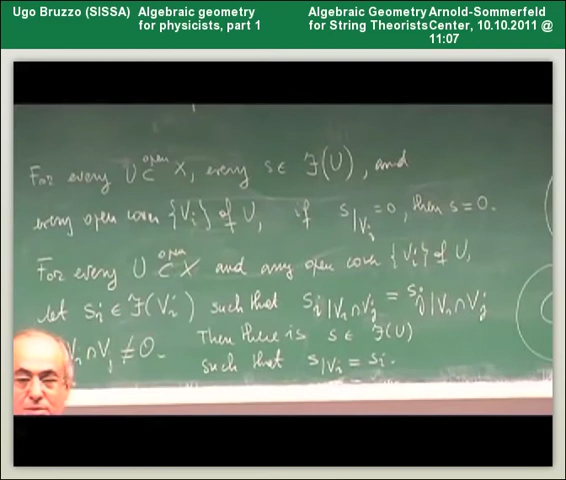 Ugo Bruzzo (SISSA)
Algebraic geometry
for physicists, part 1
Algebraic Geometry
for String Theorists
Arnold-Sommerfeld
Center, 10.10.2011 @
11:07
For every U ⊂ open X, every s ∈ F(U), and
every open cover {Vi} of U, if s|Vi = 0, then s = 0.
For every U ⊂ open X and any open cover {Vi} of U,
let si ∈ F(Vi) such that si|Vi∩Vj = sj|Vi∩Vj
Vi ∩ Vj ≠ ∅. Then there is s ∈ F(U)
such that s|Vi = si.